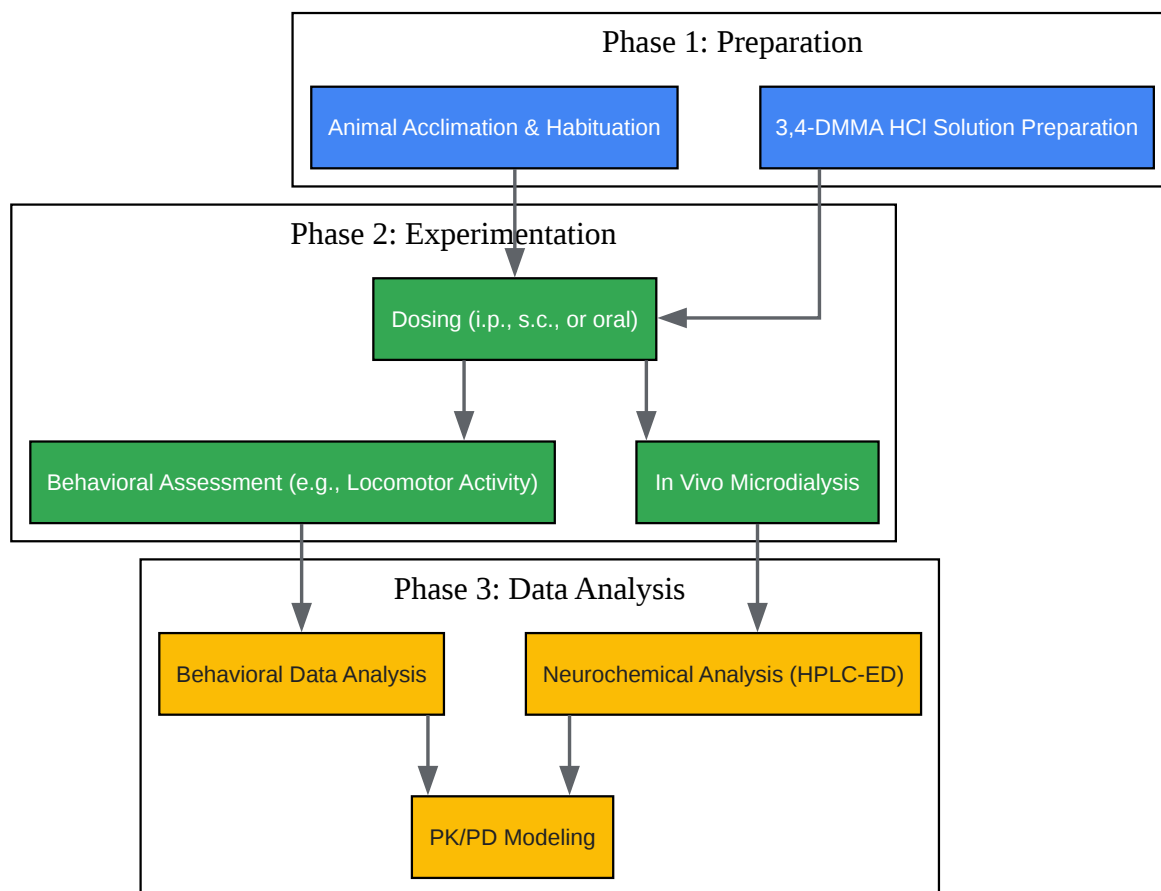 Phase 1: Preparation
Animal Acclimation & Habituation
3,4-DMMA HCl Solution Preparation
Phase 2: Experimentation
Dosing (i.p., s.c., or oral)
Behavioral Assessment (e.g., Locomotor Activity)
In Vivo Microdialysis
Phase 3: Data Analysis
Behavioral Data Analysis
Neurochemical Analysis (HPLC-ED)
PK/PD Modeling